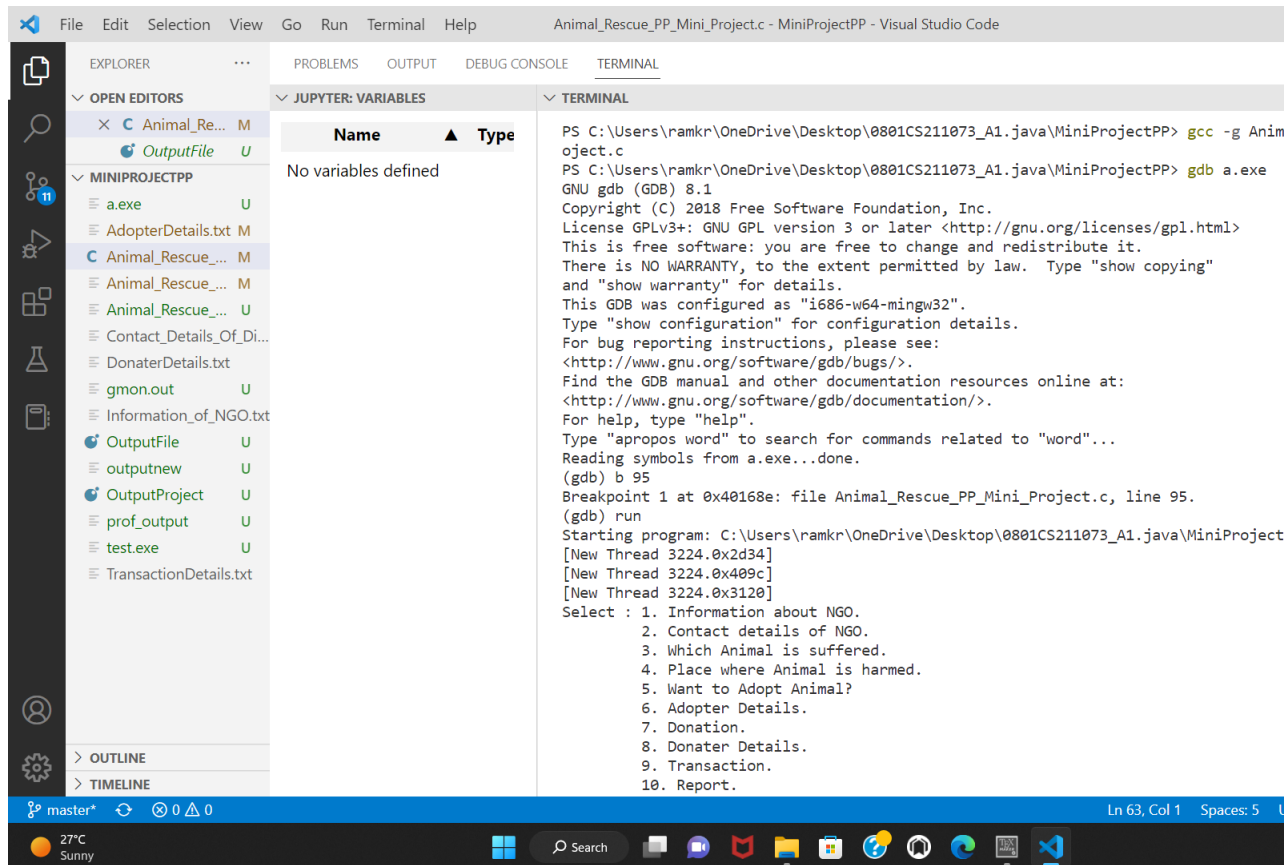 File Edit Selection View Go Run Terminal Help Animal_Rescue_PP_Mini_Project.c - MiniProjectPP - Visual Studio Code
EXPLORER ...
PROBLEMS OUTPUT DEBUG CONSOLE TERMINAL
OPEN EDITORS
C Animal_Re... M
OutputFile U
MINIPROJECTPP
a.exe U
AdopterDetails.txt M
C Animal_Rescue_... M
Animal_Rescue_... M
Animal_Rescue_... U
Contact_Details_Of_Di...
DonaterDetails.txt
gmon.out U
Information_of_NGO.txt
OutputFile U
outputnew U
OutputProject U
prof_output U
test.exe U
TransactionDetails.txt
OUTLINE
TIMELINE
11
JUPYTER: VARIABLES
Name ▲ Type
No variables defined
TERMINAL
PS C:\Users\ramkr\OneDrive\Desktop\0801CS211073_A1.java\MiniProjectPP> gcc -g Anim
oject.c
PS C:\Users\ramkr\OneDrive\Desktop\0801CS211073_A1.java\MiniProjectPP> gdb a.exe
GNU gdb (GDB) 8.1
Copyright (C) 2018 Free Software Foundation, Inc.
License GPLv3+: GNU GPL version 3 or later <http://gnu.org/licenses/gpl.html>
This is free software: you are free to change and redistribute it.
There is NO WARRANTY, to the extent permitted by law.  Type "show copying"
and "show warranty" for details.
This GDB was configured as "i686-w64-mingw32".
Type "show configuration" for configuration details.
For bug reporting instructions, please see:
<http://www.gnu.org/software/gdb/bugs/>.
Find the GDB manual and other documentation resources online at:
<http://www.gnu.org/software/gdb/documentation/>.
For help, type "help".
Type "apropos word" to search for commands related to "word"...
Reading symbols from a.exe...done.
(gdb) b 95
Breakpoint 1 at 0x40168e: file Animal_Rescue_PP_Mini_Project.c, line 95.
(gdb) run
Starting program: C:\Users\ramkr\OneDrive\Desktop\0801CS211073_A1.java\MiniProject
[New Thread 3224.0x2d34]
[New Thread 3224.0x409c]
[New Thread 3224.0x3120]
Select : 1. Information about NGO.
2. Contact details of NGO.
3. Which Animal is suffered.
4. Place where Animal is harmed.
5. Want to Adopt Animal?
6. Adopter Details.
7. Donation.
8. Donater Details.
9. Transaction.
10. Report.
master* 0 0 Ln 63, Col 1 Spaces: 5
27°C
Sunny
Search